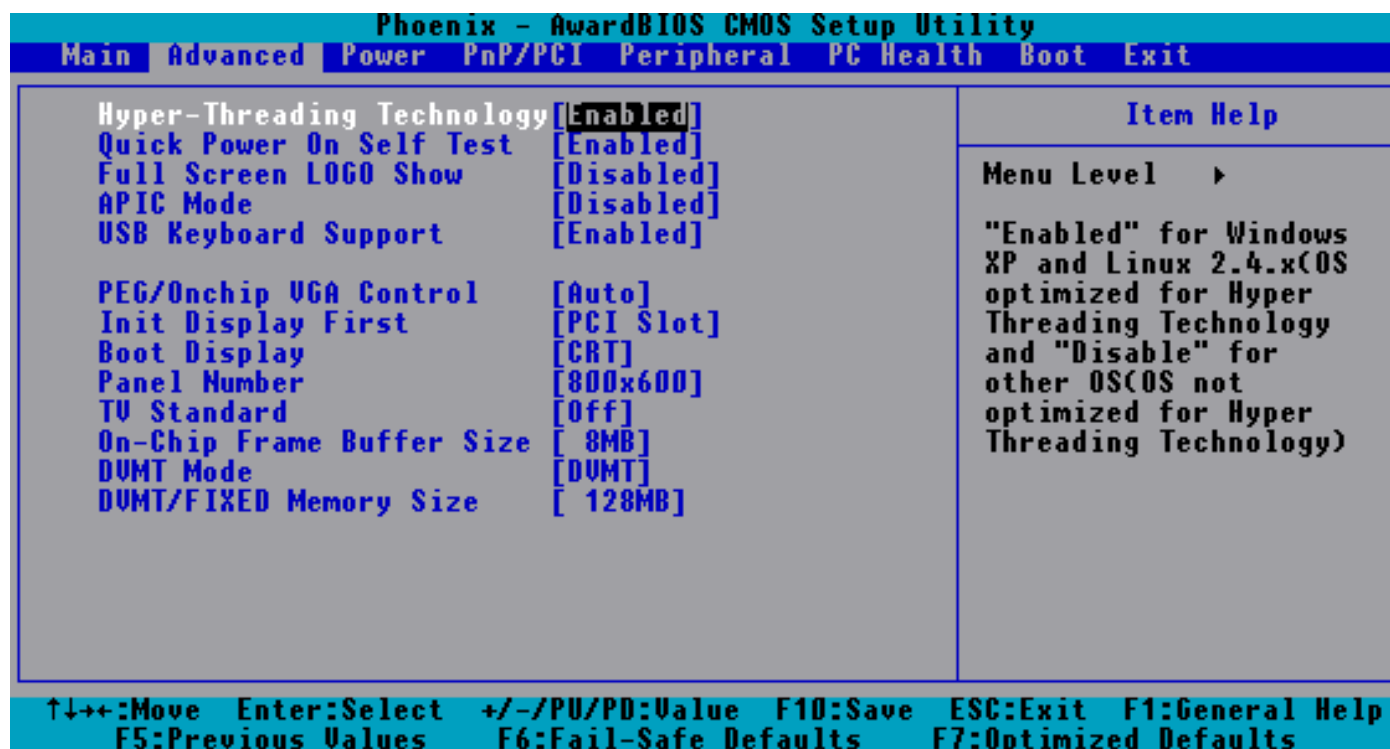 Phoenix - AwardBIOS CMOS Setup Utility
Main Advanced Power PnP/PCI Peripheral PC Health Boot Exit
Hyper-Threading Technology [Enabled]
Quick Power On Self Test [Enabled]
Full Screen LOGO Show [Disabled]
APIC Mode [Disabled]
USB Keyboard Support [Enabled]
PEG/Onchip VGA Control [Auto]
Init Display First [PCI Slot]
Boot Display [CRT]
Panel Number [800x600]
TV Standard [Off]
On-Chip Frame Buffer Size [ 8MB]
DVMT Mode [DVMT]
DVMT/FIXED Memory Size [ 128MB]
Item Help
Menu Level ▸
"Enabled" for Windows
XP and Linux 2.4.x(OS
optimized for Hyper
Threading Technology
and "Disable" for
other OS(OS not
optimized for Hyper
Threading Technology)
↑↓→←:Move Enter:Select +/-/PU/PD:Value F10:Save ESC:Exit F1:General Help
F5:Previous Values F6:Fail-Safe Defaults F7:Optimized Defaults